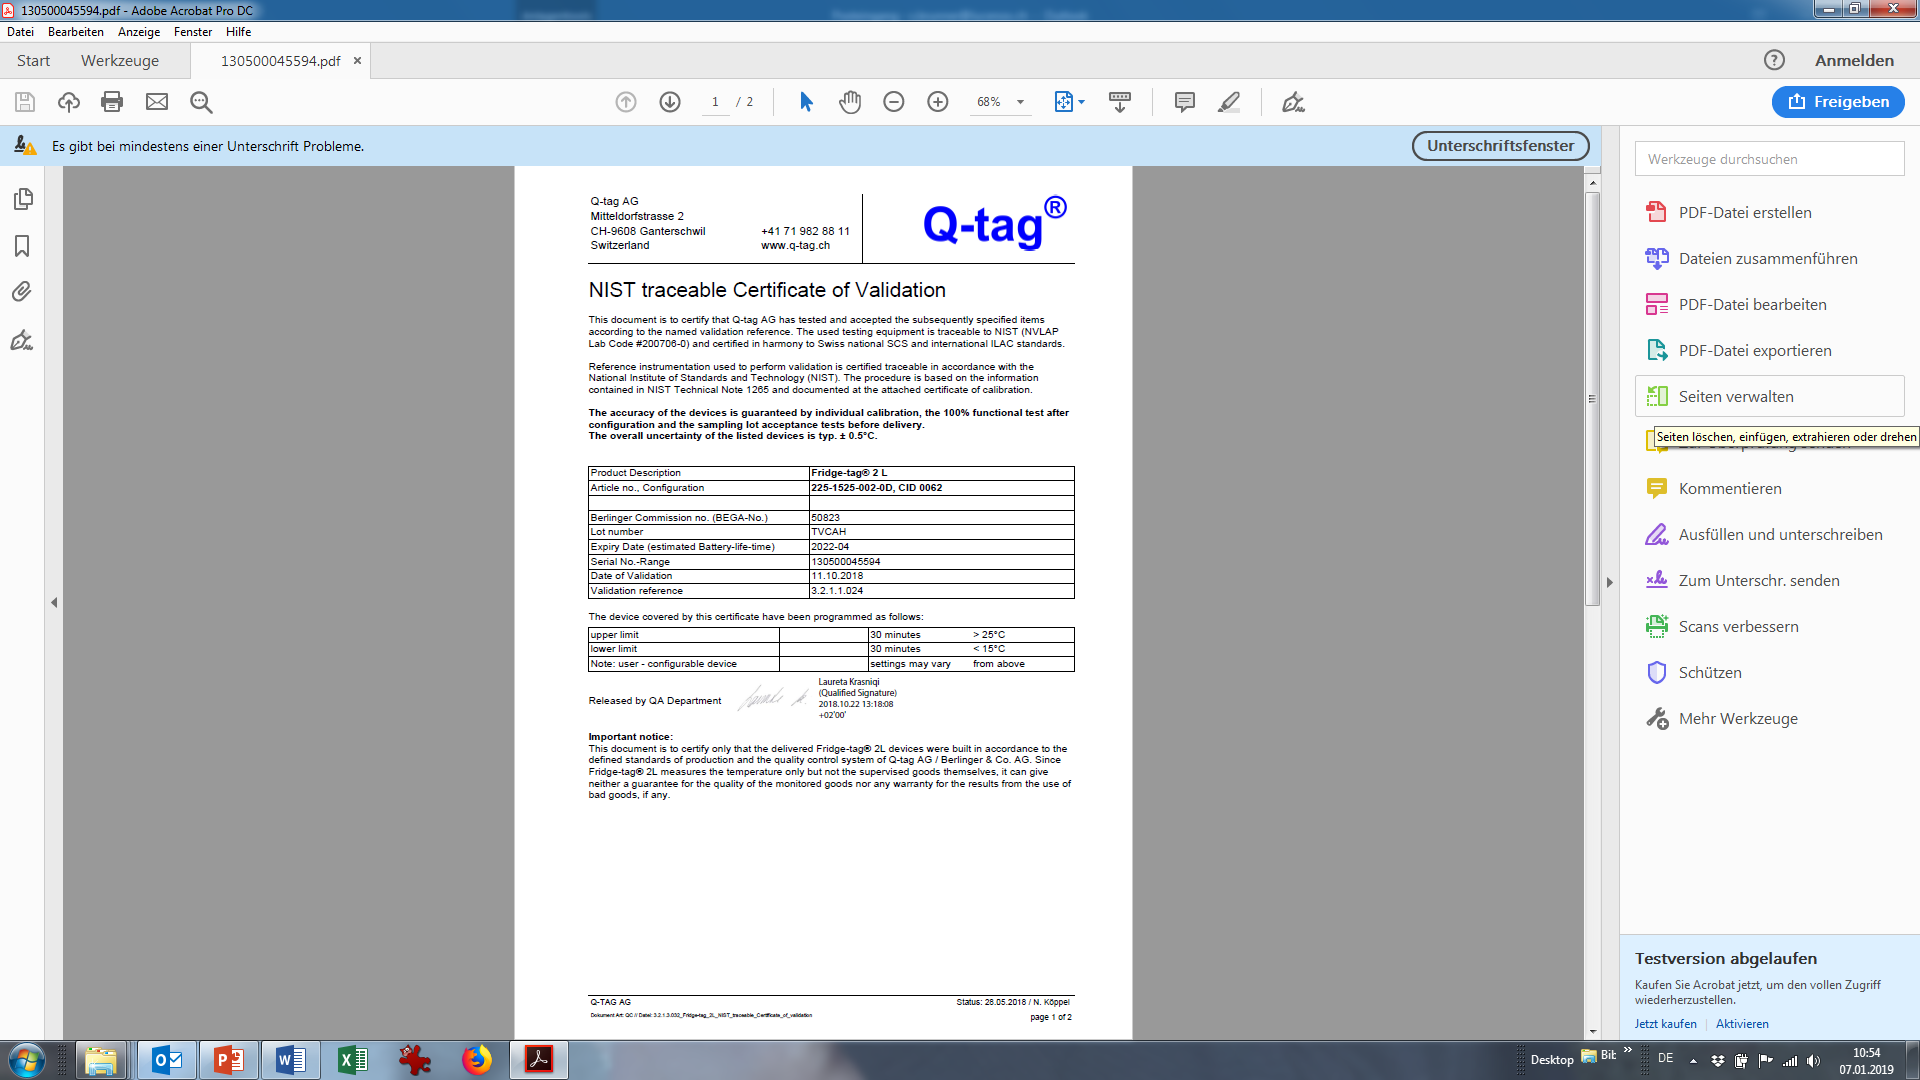 130500045594.pdf - Adobe Acrobat Pro DC
Datei Bearbeiten Anzeige Fenster Hilfe
Start Werkzeuge 130500045594.pdf × ? Anmelden
1 / 2 68% Freigeben
Es gibt bei mindestens einer Unterschrift Probleme. Unterschriftsfenster
Q-tag AG
Mitteldorfstrasse 2
CH-9608 Ganterschwil +41 71 982 88 11
Switzerland www.q-tag.ch
Q-tag®
NIST traceable Certificate of Validation
This document is to certify that Q-tag AG has tested and accepted the subsequently specified items
according to the named validation reference. The used testing equipment is traceable to NIST (NVLAP
Lab Code #200706-0) and certified in harmony to Swiss national SCS and international ILAC standards.
Reference instrumentation used to perform validation is certified traceable in accordance with the
National Institute of Standards and Technology (NIST). The procedure is based on the information
contained in NIST Technical Note 1265 and documented at the attached certificate of calibration.
The accuracy of the devices is guaranteed by individual calibration, the 100% functional test after
configuration and the sampling lot acceptance tests before delivery.
The overall uncertainty of the listed devices is typ. ± 0.5°C.
Product Description Fridge-tag® 2 L
Article no., Configuration 225-1525-002-0D, CID 0062
Berlinger Commission no. (BEGA-No.) 50823
Lot number TVCAH
Expiry Date (estimated Battery-life-time) 2022-04
Serial No.-Range 130500045594
Date of Validation 11.10.2018
Validation reference 3.2.1.1.024
The device covered by this certificate have been programmed as follows:
upper limit 30 minutes > 25°C
lower limit 30 minutes < 15°C
Note: user - configurable device settings may vary from above
Released by QA Department
Laureta Krasniqi
(Qualified Signature)
2018.10.22 13:18:08
+02'00'
Important notice:
This document is to certify only that the delivered Fridge-tag® 2L devices were built in accordance to the
defined standards of production and the quality control system of Q-tag AG / Berlinger & Co. AG. Since
Fridge-tag® 2L measures the temperature only but not the supervised goods themselves, it can give
neither a guarantee for the quality of the monitored goods nor any warranty for the results from the use of
bad goods, if any.
Q-TAG AG Status: 28.05.2018 / N. Köppel
Dokument Art: QC // Datei: 3.2.1.3.032_Fridge-tag_2L_NIST_traceable_Certificate_of_validation
page 1 of 2
Werkzeuge durchsuchen
PDF-Datei erstellen
Dateien zusammenführen
PDF-Datei bearbeiten
PDF-Datei exportieren
Seiten verwalten
Seiten löschen, einfügen, extrahieren oder drehen
Kommentieren
Ausfüllen und unterschreiben
Zum Unterschr. senden
Scans verbessern
Schützen
Mehr Werkzeuge
Testversion abgelaufen
Kaufen Sie Acrobat jetzt, um den vollen Zugriff
wiederherzustellen.
Jetzt kaufen | Aktivieren
Desktop Bib » DE 10:54
07.01.2019